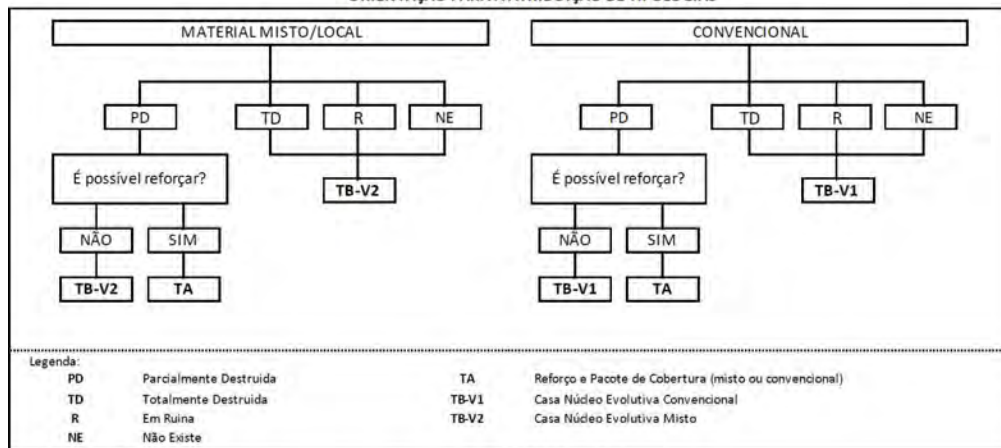 MATERIAL MISTO/LOCAL CONVENCIONAL
PD TD R NE PD TD R NE
É possível reforçar? TB-V2 É possível reforçar? TB-V1
NÃO SIM NÃO SIM
TB-V2 TA TB-V1 TA
Legenda:
PD Parcialmente Destruida TA Reforço e Pacote de Cobertura (misto ou convencional)
TD Totalmente Destruida TB-V1 Casa Núcleo Evolutiva Convencional
R Em Ruina TB-V2 Casa Núcleo Evolutiva Misto
NE Não Existe